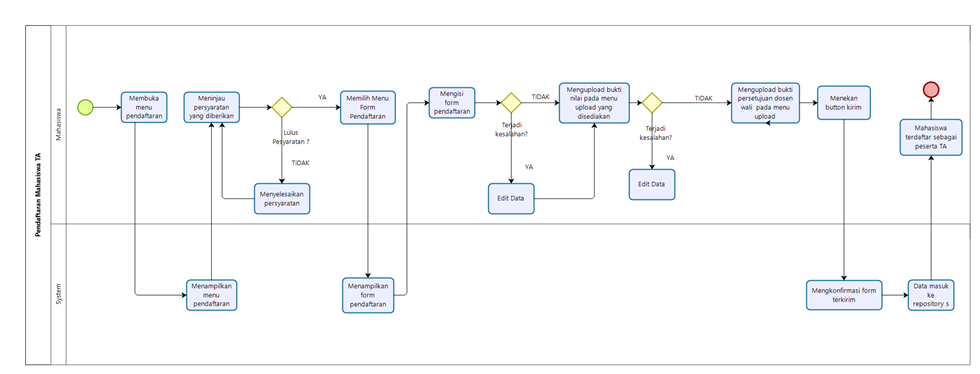 Pendaftaran Mahasiswa TA
Mahasiswa
Membuka
menu
pendaftaran
Meninjau
persyaratan
yang diberikan
Lulus
Pesyaratan ?
YA
TIDAK
Menyelesaikan
persyaratan
Memilih Menu
Form
Pendaftaran
Mengisi
form
pendaftaran
Terjadi
kesalahan?
TIDAK
YA
Edit Data
Mengupload bukti
nilai pada menu
upload yang
disediakan
Terjadi
kesalahan?
TIDAK
YA
Edit Data
Mengupload bukti
persetujuan dosen
wali pada menu
upload
Menekan
button kirim
Mahasiswa
terdaftar sebagai
peserta TA
System
Menampilkan
menu
pendaftaran
Menampilkan
form
pendaftaran
Mengkonfirmasi form
terkirim
Data masuk
ke
repository s